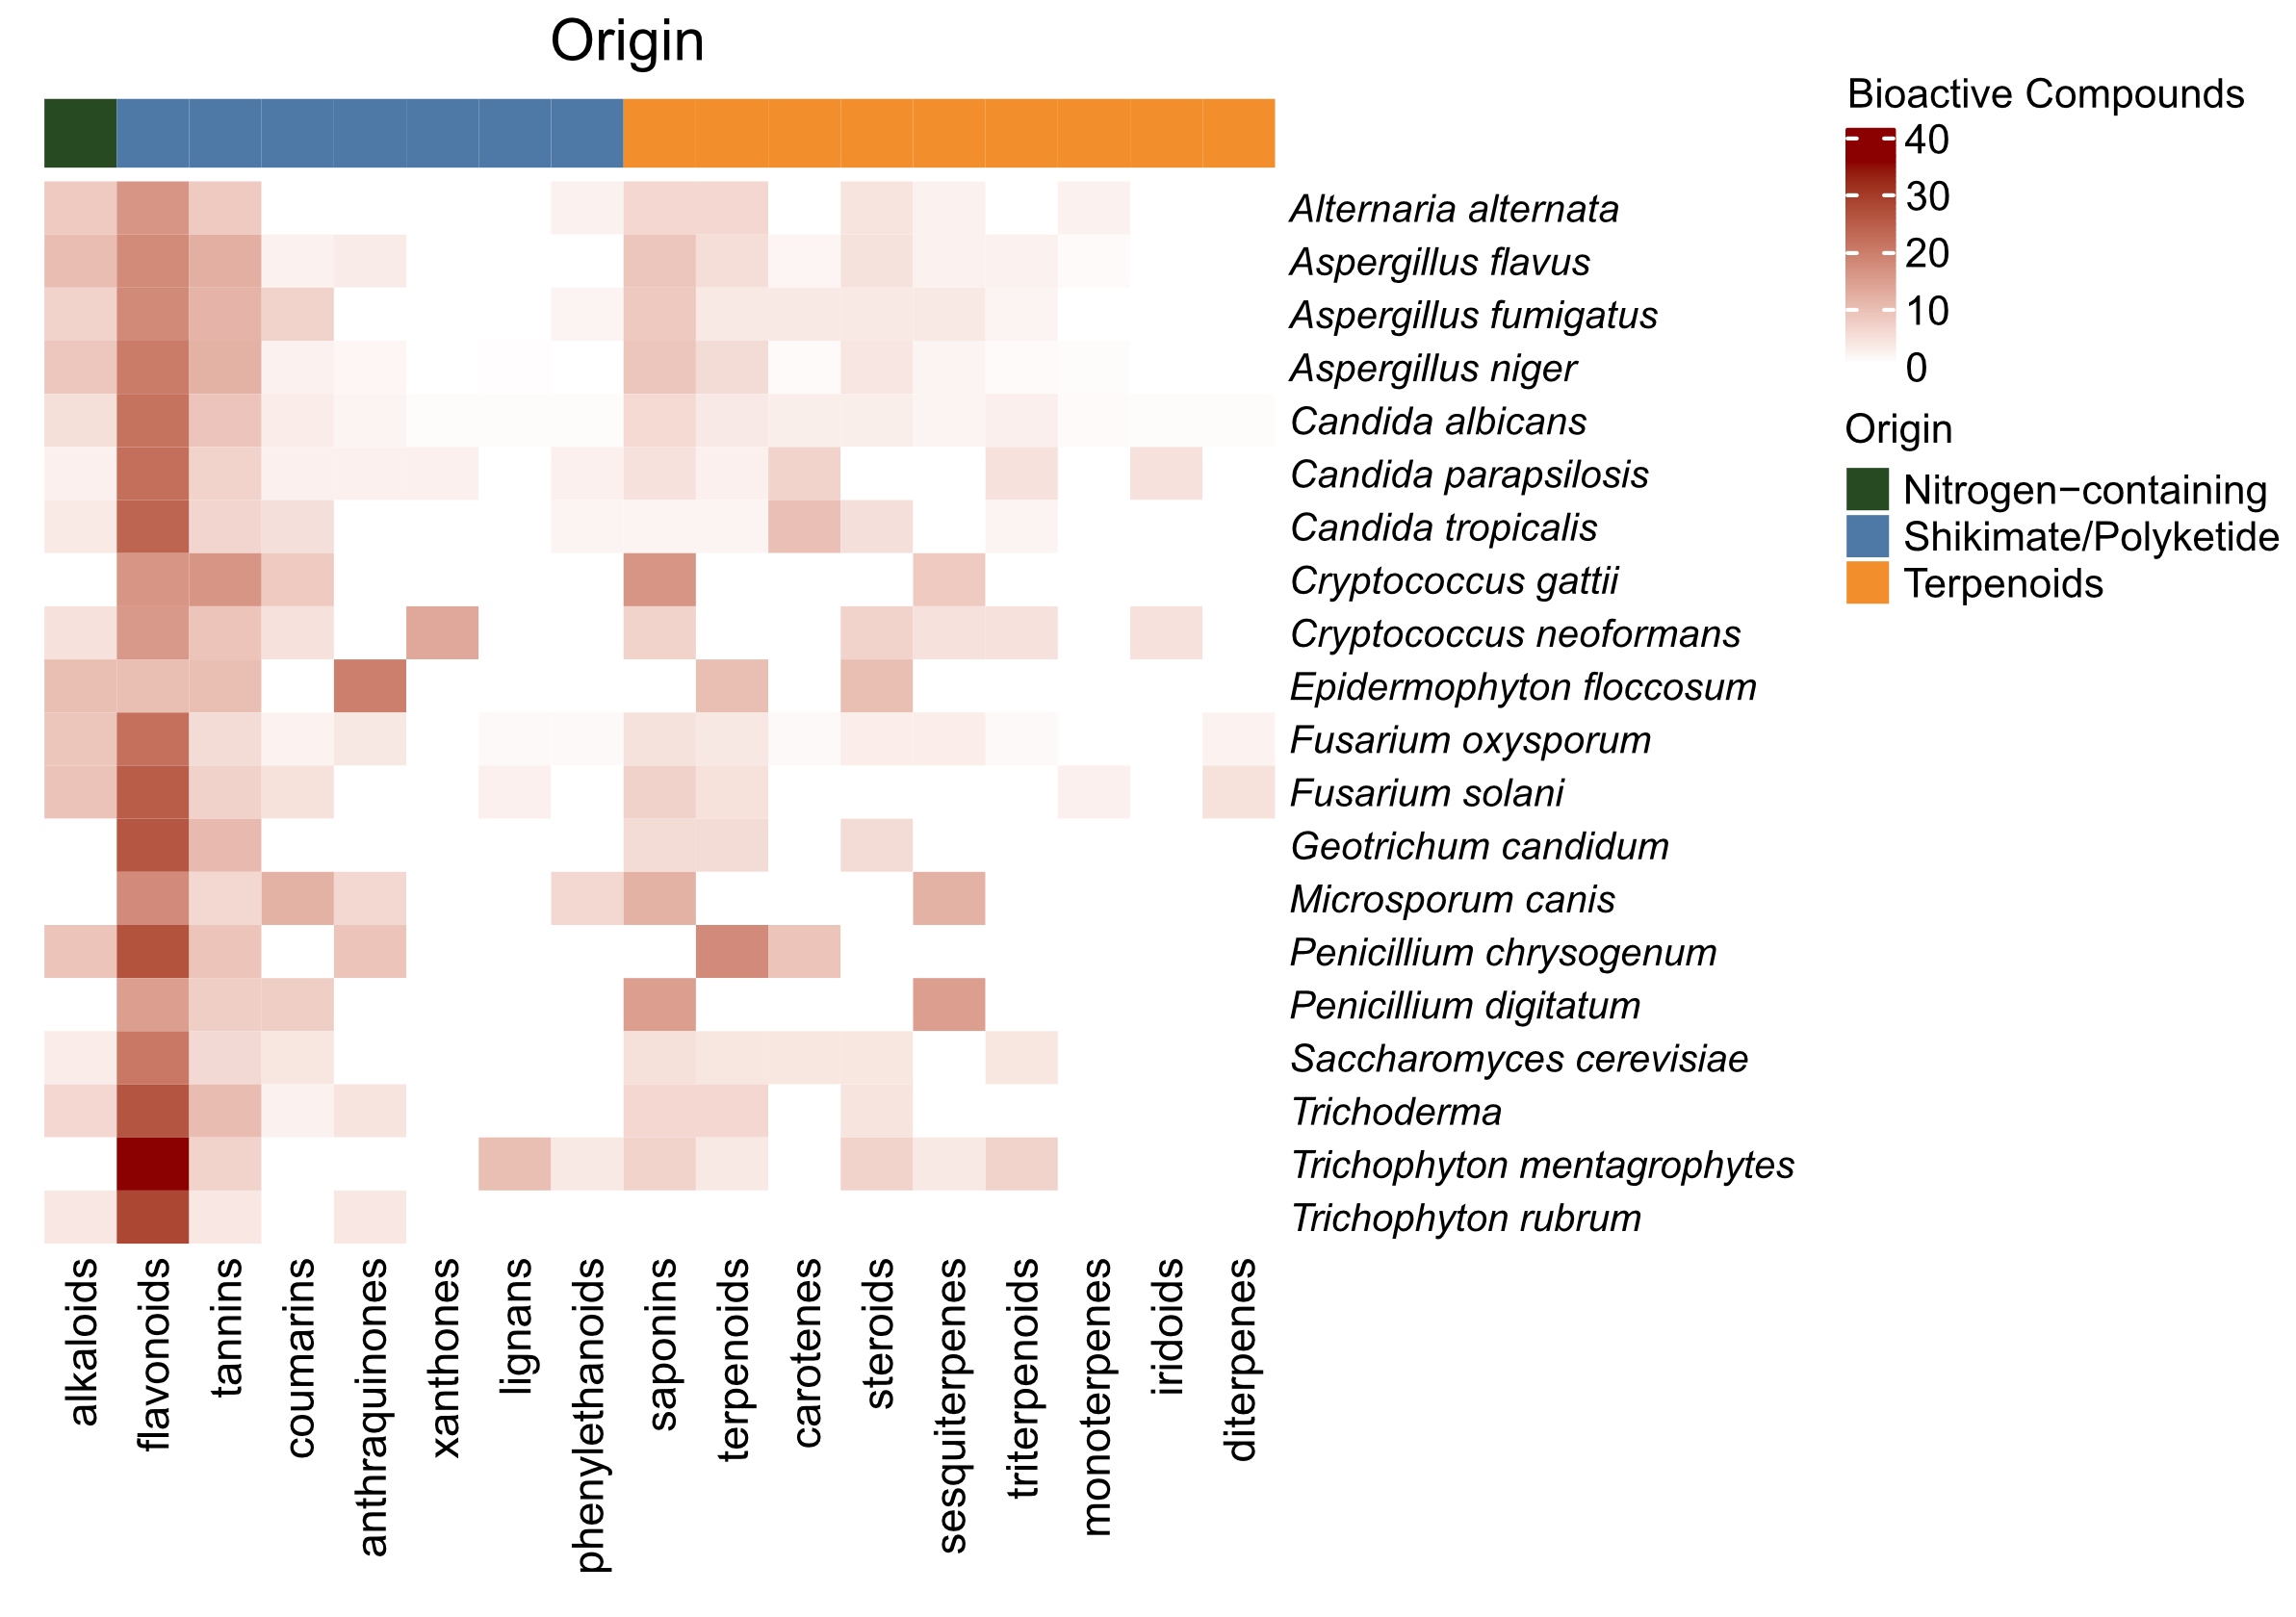 Origin
Bioactive Compounds
40
30
20
10
0
Origin
Nitrogen−containing
Shikimate/Polyketide
Terpenoids
Alternaria alternata
Aspergillus flavus
Aspergillus fumigatus
Aspergillus niger
Candida albicans
Candida parapsilosis
Candida tropicalis
Cryptococcus gattii
Cryptococcus neoformans
Epidermophyton floccosum
Fusarium oxysporum
Fusarium solani
Geotrichum candidum
Microsporum canis
Penicillium chrysogenum
Penicillium digitatum
Saccharomyces cerevisiae
Trichoderma
Trichophyton mentagrophytes
Trichophyton rubrum
alkaloids
flavonoids
tannins
coumarins
anthraquinones
xanthones
lignans
phenylethanoids
saponins
terpenoids
carotenes
steroids
sesquiterpenes
triterpenoids
monoterpenes
iridoids
diterpenes